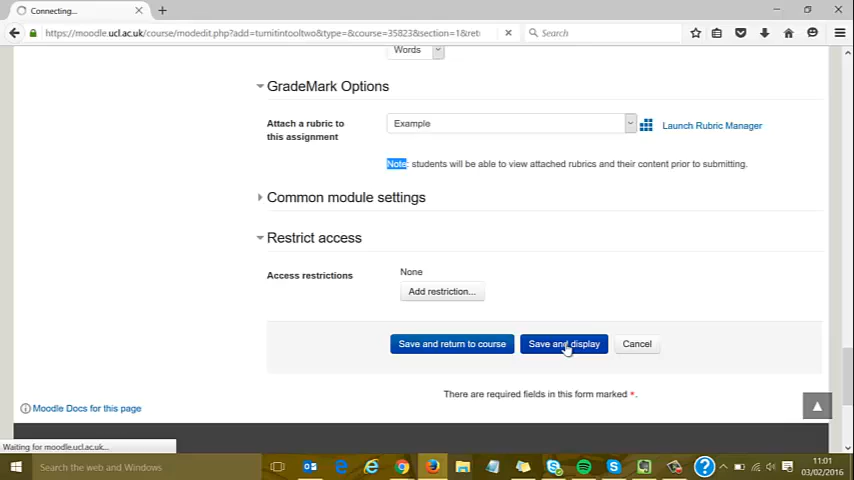 Connecting...
https://moodle.ucl.ac.uk/course/modedit.php?add=turnitintooltwo&type=&course=35823&section=1&ret
Search
Words
GradeMark Options
Attach a rubric to
this assignment
Example
Launch Rubric Manager
Note: students will be able to view attached rubrics and their content prior to submitting.
Common module settings
Restrict access
Access restrictions
None
Add restriction...
Save and return to course
Save and display
Cancel
There are required fields in this form marked *.
Moodle Docs for this page
Waiting for moodle.ucl.ac.uk...
Search the web and Windows
11:01
03/02/2016